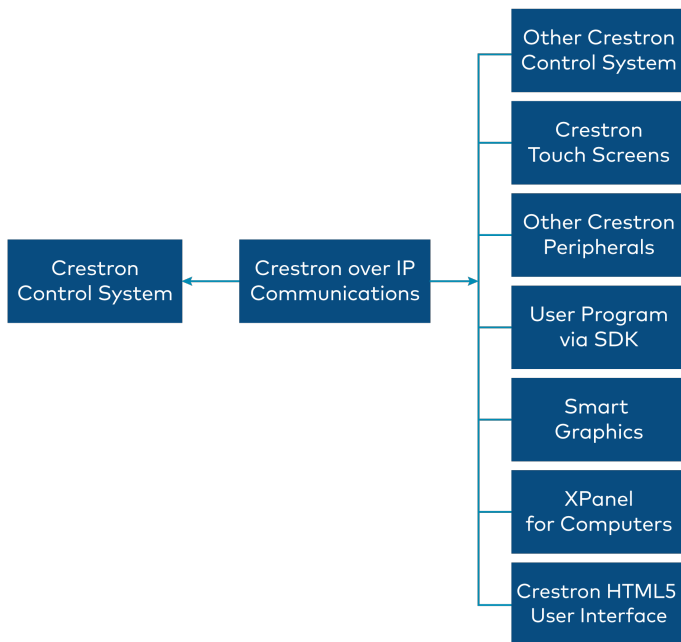 Other Crestron
Control System
Crestron
Touch Screens
Other Crestron
Peripherals
Crestron
Control System
Crestron over IP
Communications
User Program
via SDK
Smart
Graphics
XPanel
for Computers
Crestron HTML5
User Interface